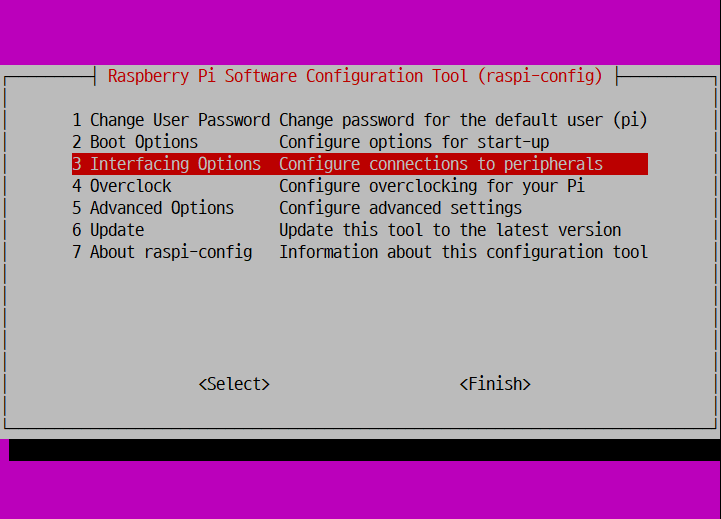 Raspberry Pi Software Configuration Tool (raspi-config)
1 Change User Password Change password for the default user (pi)
2 Boot Options Configure options for start-up
3 Interfacing Options Configure connections to peripherals
4 Overclock Configure overclocking for your Pi
5 Advanced Options Configure advanced settings
6 Update Update this tool to the latest version
7 About raspi-config Information about this configuration tool
<Select> <Finish>